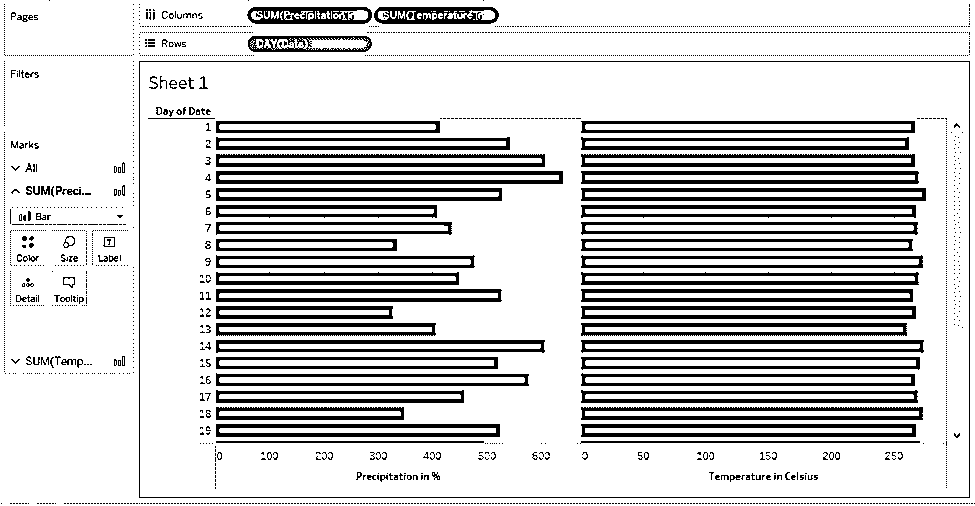 Pages
Columns
SUM(Precipitation i..
SUM(Temperature i..
Rows
DAY(Date)
Filters
Marks
All
SUM(Preci...
Bar
Color
Size
Label
Detail
Tooltip
SUM(Temp...
Sheet 1
Day of Date
1
2
3
4
5
6
7
8
9
10
11
12
13
14
15
16
17
18
19
0 100 200 300 400 500 600
0 50 100 150 200 250
Precipitation in %
Temperature in Celsius